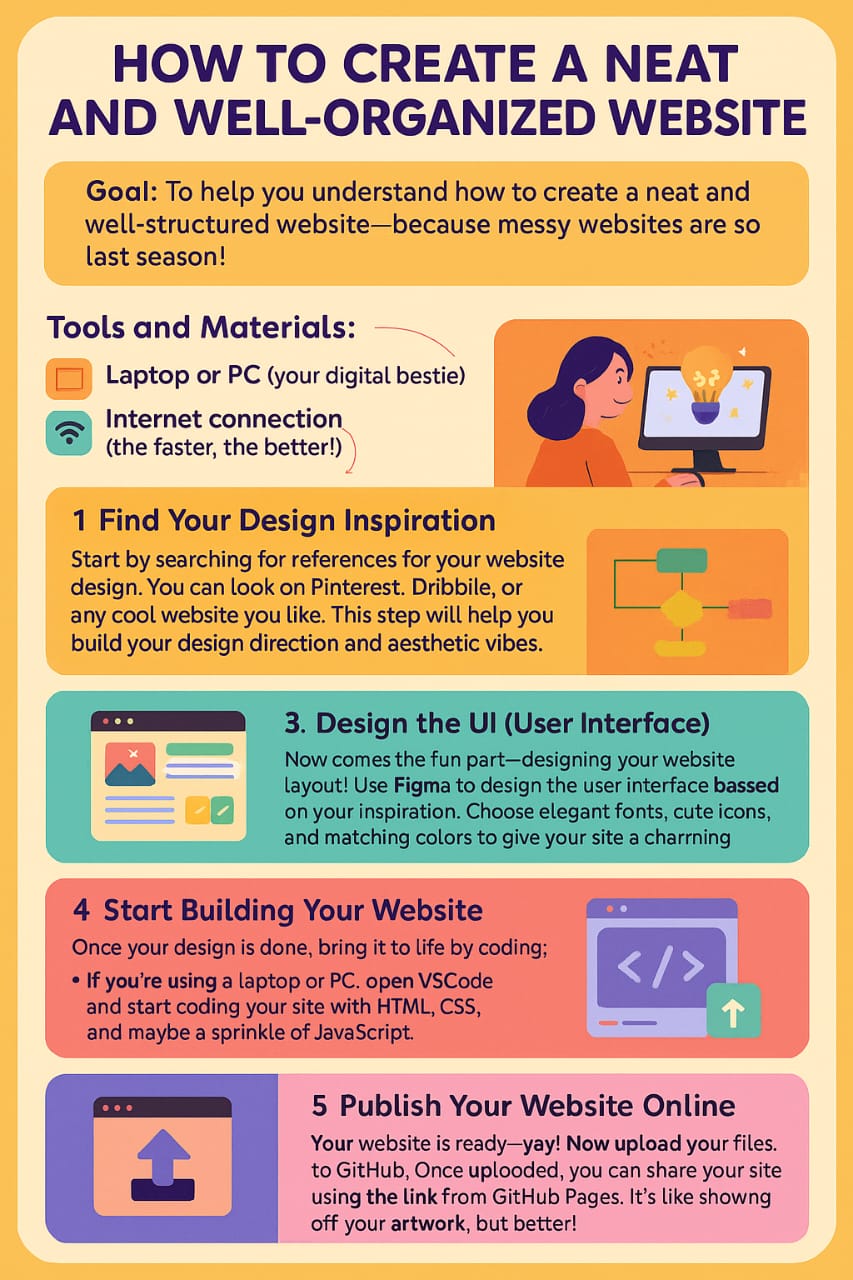 HOW TO CREATE A NEAT
AND WELL-ORGANIZED WEBSITE
Goal: To help you understand how to create a neat and
well-structured website—because messy websites are so
last season!
Tools and Materials:
Laptop or PC (your digital bestie)
Internet connection
(the faster, the better!)
1 Find Your Design Inspiration
Start by searching for references for your website
design. You can look on Pinterest. Dribbile, or
any cool website you like. This step will help you
build your design direction and aesthetic vibes.
3. Design the UI (User Interface)
Now comes the fun part—designing your website
layout! Use Figma to design the user interface bassed
on your inspiration. Choose elegant fonts, cute icons,
and matching colors to give your site a charrning
4 Start Building Your Website
Once your design is done, bring it to life by coding;
• If you're using a laptop or PC. open VSCode
and start coding your site with HTML, CSS,
and maybe a sprinkle of JavaScript.
</>
5 Publish Your Website Online
Your website is ready—yay! Now upload your files.
to GitHub, Once uplooded, you can share your site
using the link from GitHub Pages. It's like showng
off your artwork, but better!